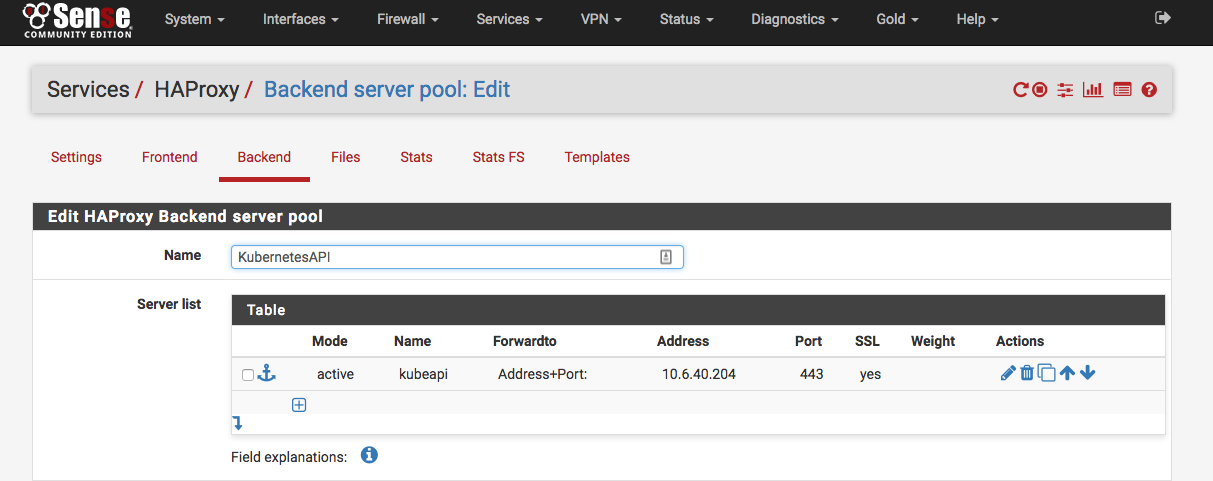 Sense
COMMUNITY EDITION
System Interfaces Firewall Services VPN Status Diagnostics Gold Help
Services / HAProxy / Backend server pool: Edit
Settings Frontend Backend Files Stats Stats FS Templates
Edit HAProxy Backend server pool
Name KubernetesAPI
Server list
Table
Mode Name Forwardto Address Port SSL Weight Actions
active kubeapi Address+Port: 10.6.40.204 443 yes
Field explanations: